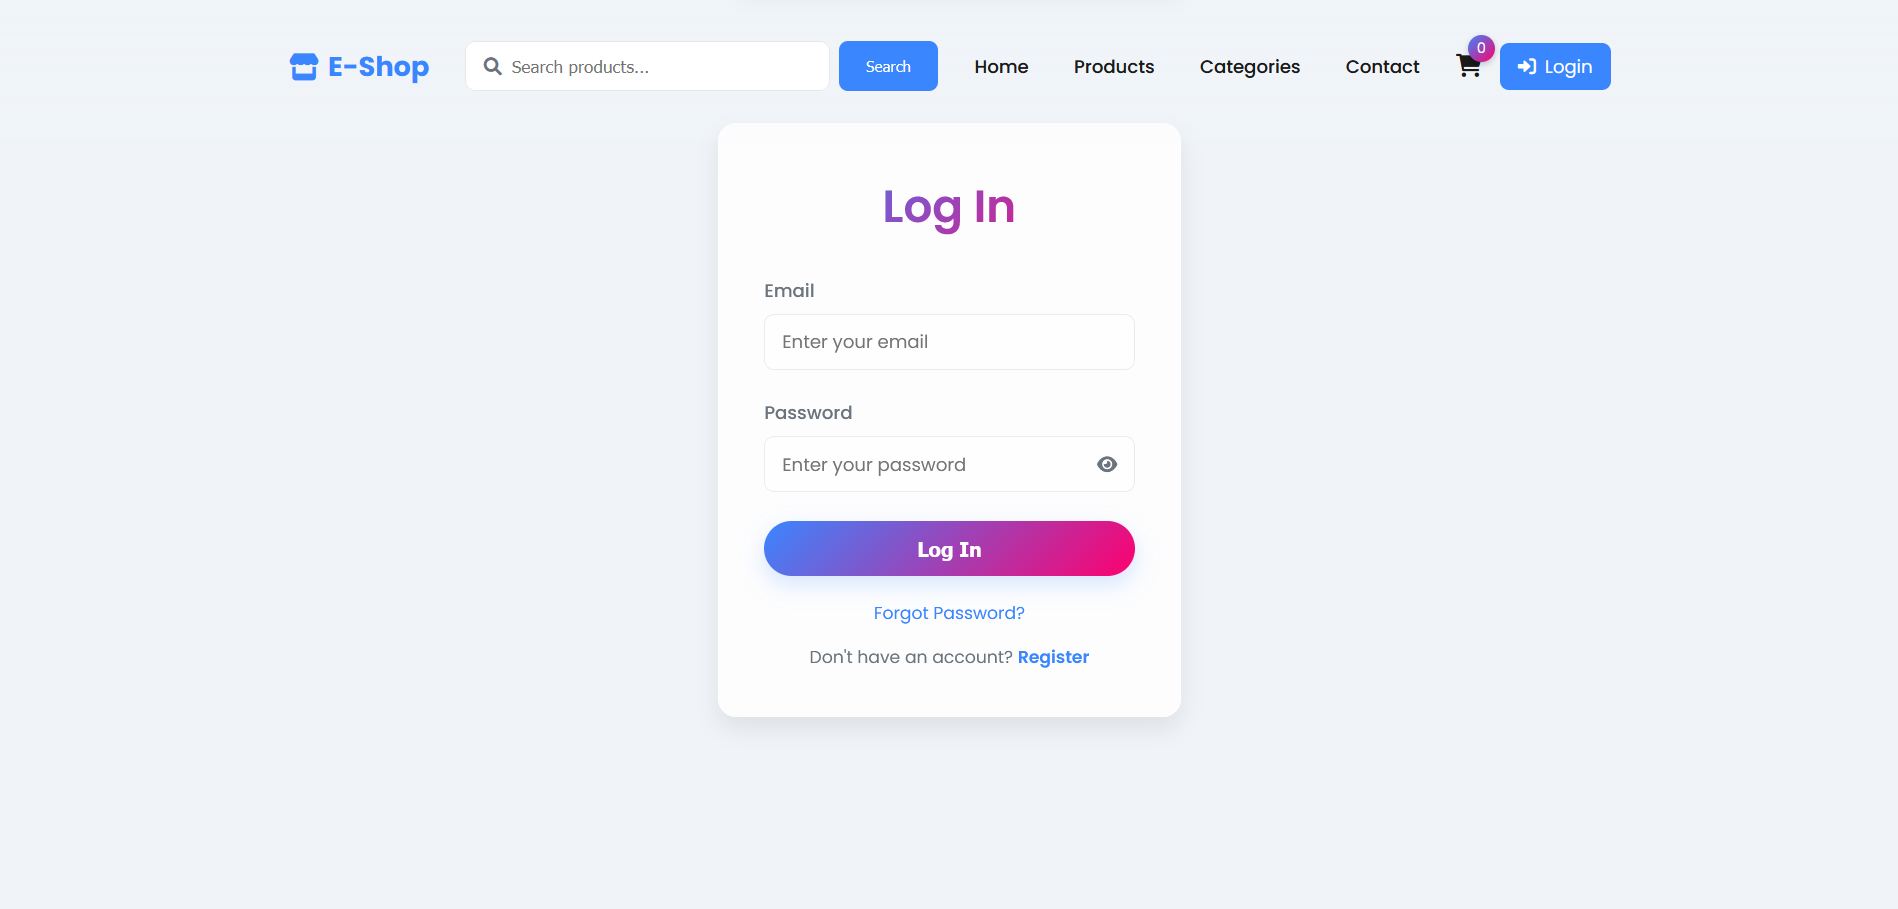 E-Shop
Search products...
Search
Home
Products
Categories
Contact
0
Login
Log In
Email
Enter your email
Password
Enter your password
Log In
Forgot Password?
Don't have an account? Register